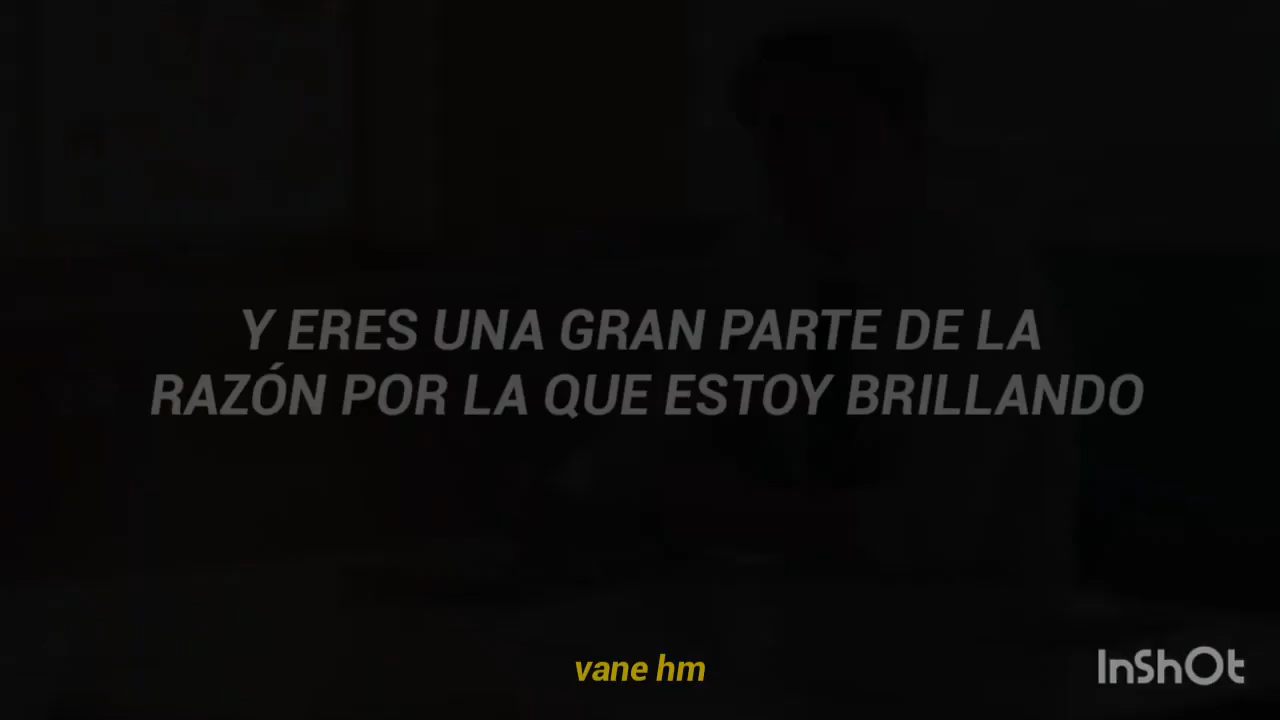 Y ERES UNA GRAN PARTE DE LA
RAZÓN POR LA QUE ESTOY BRILLANDO
vane hm
InShOt